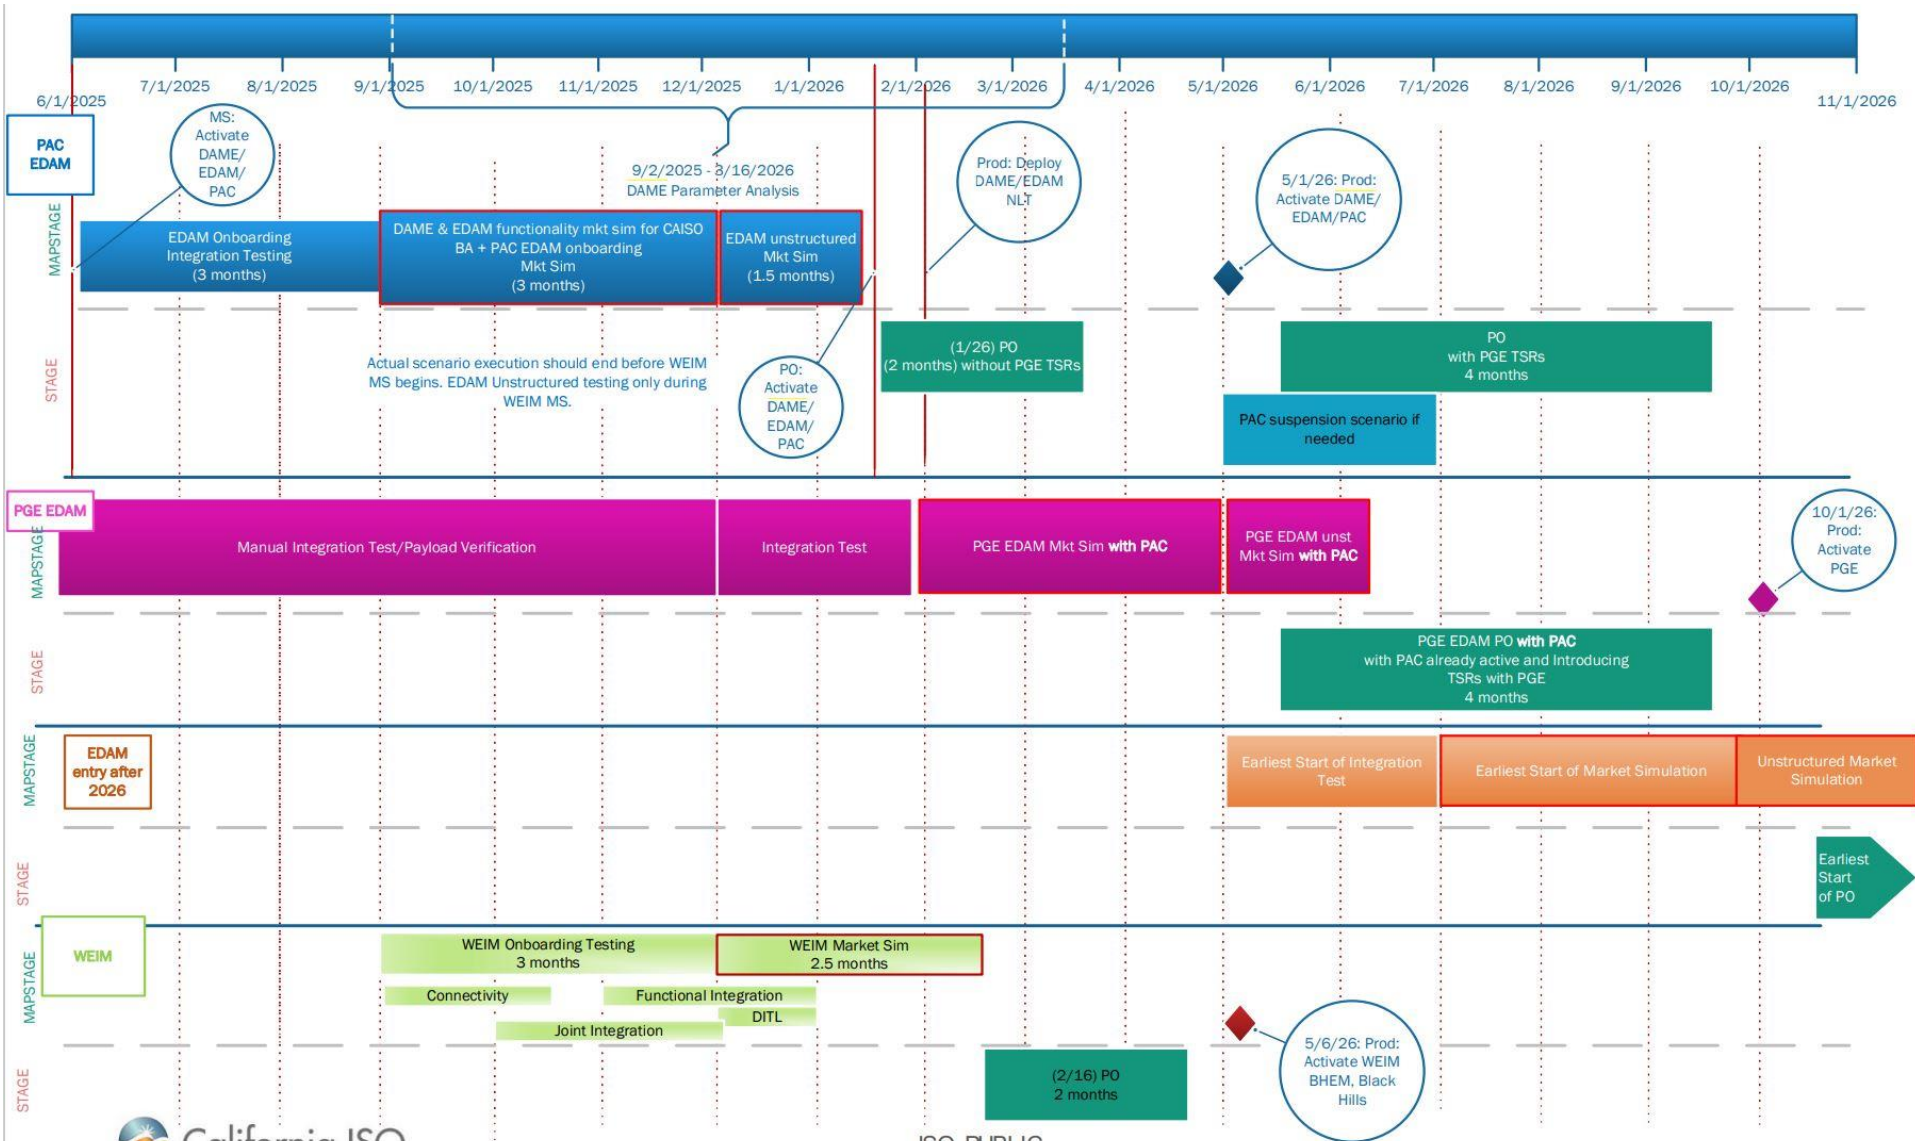 6/1/2025
7/1/2025
8/1/2025
9/1/2025
10/1/2025
11/1/2025
12/1/2025
1/1/2026
2/1/2026
3/1/2026
4/1/2026
5/1/2026
6/1/2026
7/1/2026
8/1/2026
9/1/2026
10/1/2026
11/1/2026
PAC
EDAM
MS:
Activate
DAME/
EDAM/
PAC
9/2/2025 - 3/16/2026
DAME Parameter Analysis
Prod: Deploy
DAME/EDAM
NLT
5/1/26: Prod:
Activate DAME/
EDAM/PAC
MAPSTAGE
EDAM Onboarding
Integration Testing
(3 months)
DAME & EDAM functionality mkt sim for CAISO
BA + PAC EDAM onboarding
Mkt Sim
(3 months)
EDAM unstructured
Mkt Sim
(1.5 months)
STAGE
Actual scenario execution should end before WEIM
MS begins. EDAM Unstructured testing only during
WEIM MS.
PO:
Activate
DAME/
EDAM/
PAC
(1/26) PO
(2 months) without PGE TSRs
PO
with PGE TSRs
4 months
PAC suspension scenario if
needed
PGE EDAM
MAPSTAGE
Manual Integration Test/Payload Verification
Integration Test
PGE EDAM Mkt Sim with PAC
PGE EDAM unst
Mkt Sim with PAC
10/1/26:
Prod:
Activate
PGE
STAGE
PGE EDAM PO with PAC
with PAC already active and Introducing
TSRs with PGE
4 months
EDAM
entry after
2026
MAPSTAGE
Earliest Start of Integration
Test
Earliest Start of Market Simulation
Unstructured Market
Simulation
STAGE
Earliest
Start
of PO
WEIM
MAPSTAGE
WEIM Onboarding Testing
3 months
WEIM Market Sim
2.5 months
Connectivity
Functional Integration
DITL
Joint Integration
5/6/26: Prod:
Activate WEIM
BHEM, Black
Hills
STAGE
(2/16) PO
2 months
California ISO
ISO PUBLIC